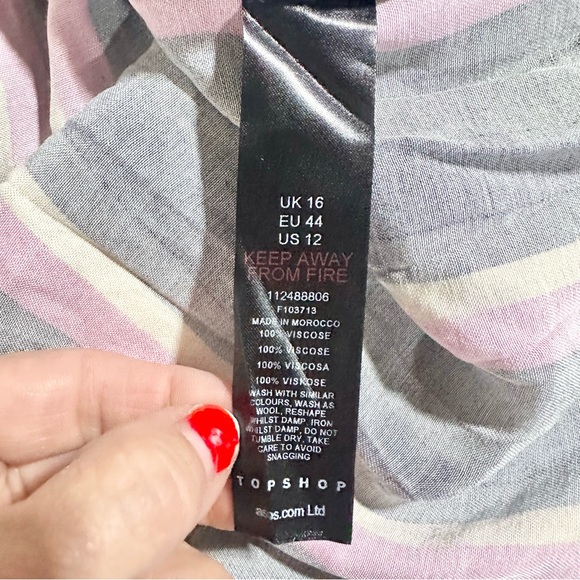 UK 16
EU 44
US 12
KEEP AWAY
FROM FIRE
112488806
F103713
MADE IN MOROCCO
100% VISCOSE
100% VISCOSE
100% VISCOSA
100% VISKOSE
WASH WITH SIMILAR
COLOURS, WASH AS
WOOL, RESHAPE
WHILST DAMP, IRON
WHILST DAMP, DO NOT
TUMBLE DRY, TAKE
CARE TO AVOID
SNAGGING
TOPSHOP
asos.com Ltd